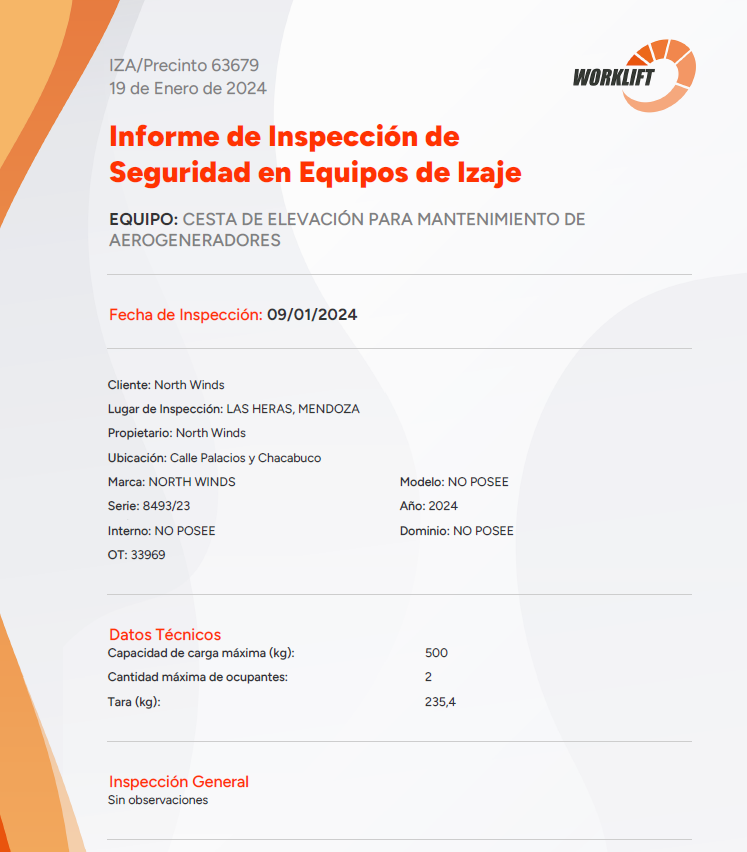 IZA/Precinto 63679
19 de Enero de 2024
WORKLIFT
Informe de Inspección de
Seguridad en Equipos de Izaje
EQUIPO: CESTA DE ELEVACIÓN PARA MANTENIMIENTO DE
AEROGENERADORES
Fecha de Inspección: 09/01/2024
Cliente: North Winds
Lugar de Inspección: LAS HERAS, MENDOZA
Propietario: North Winds
Ubicación: Calle Palacios y Chacabuco
Marca: NORTH WINDS Modelo: NO POSEE
Serie: 8493/23 Año: 2024
Interno: NO POSEE Dominio: NO POSEE
OT: 33969
Datos Técnicos
Capacidad de carga máxima (kg): 500
Cantidad máxima de ocupantes: 2
Tara (kg): 235,4
Inspección General
Sin observaciones